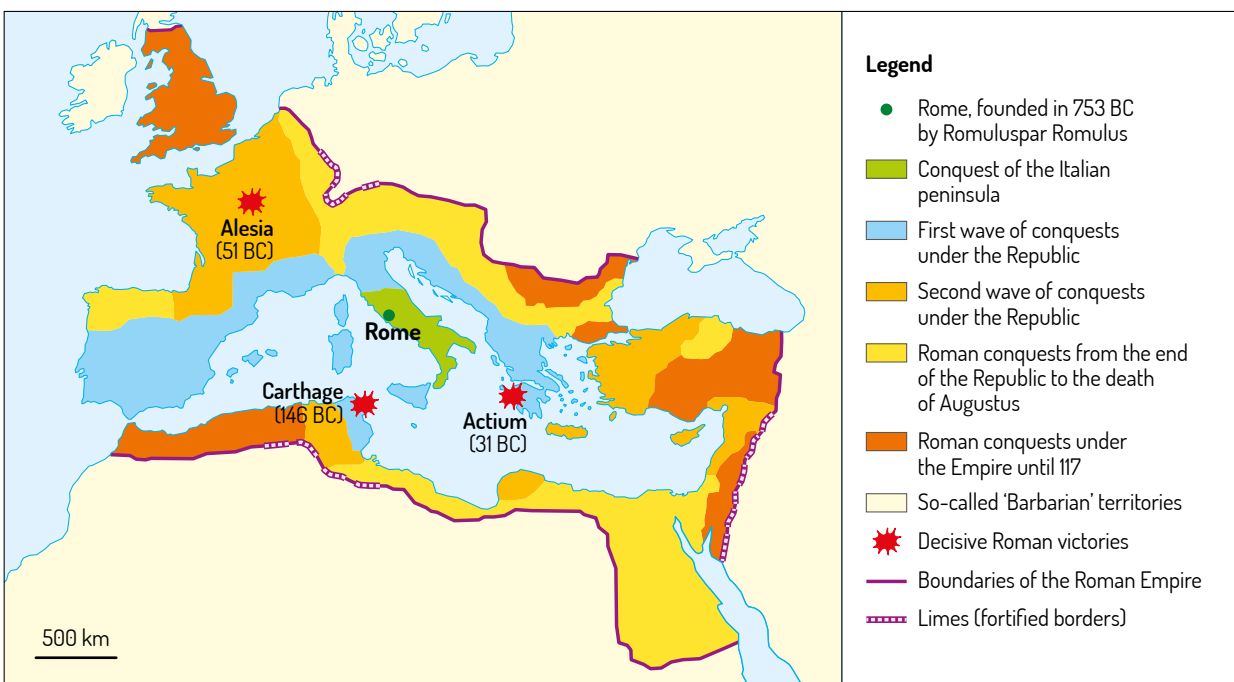 Alesia
(51 BC)
Rome
Carthage
(146 BC)
Actium
(31 BC)
500 km
Legend
Rome, founded in 753 BC
by Romuluspar Romulus
Conquest of the Italian
peninsula
First wave of conquests
under the Republic
Second wave of conquests
under the Republic
Roman conquests from the end
of the Republic to the death
of Augustus
Roman conquests under
the Empire until 117
So-called ‘Barbarian’ territories
Decisive Roman victories
Boundaries of the Roman Empire
Limes (fortified borders)